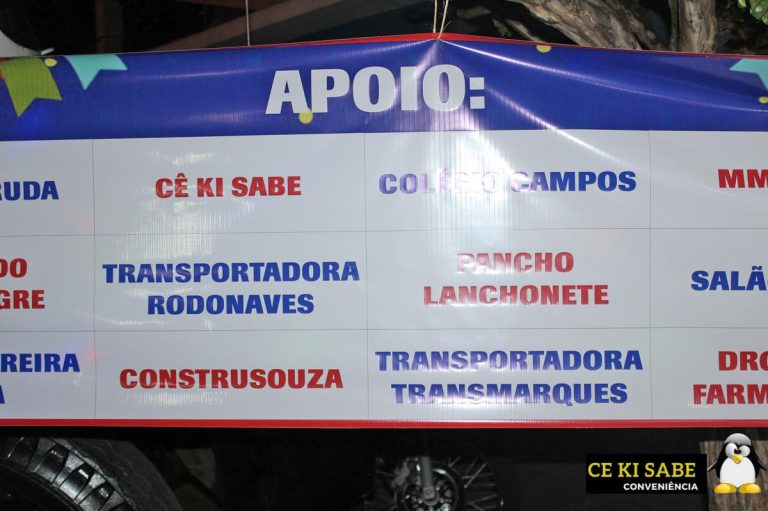 APOIO:
RUDA
CÊ KI SABE
COLÉGIO CAMPOS
MM
DO
GRE
TRANSPORTADORA
RODONAVES
PANCHO
LANCHONETE
SALÃ
REIRA
A
CONSTRUSOUZA
TRANSPORTADORA
TRANSMARQUES
DRO
FARM
CE KI SABE
CONVENIÊNCIA